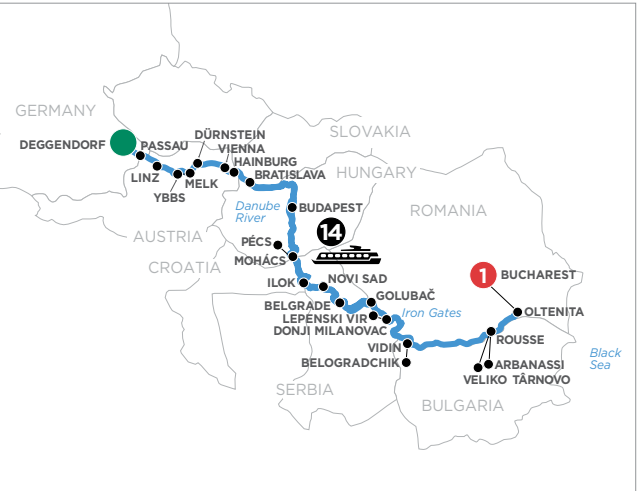 GERMANY
DEGGENDORF
PASSAU
DÜRNSTEIN
VIENNA
HAINBURG
BRATISLAVA
LINZ
YBBS
MELK
SLOVAKIA
HUNGARY
Danube
River
BUDAPEST
ROMANIA
AUSTRIA
PÉCS
14
MOHÁCS
CROATIA
ILOK
NOVI SAD
1
BUCHAREST
BELGRADE
GOLUBAČ
LEPENSKI VIR
Iron Gates
OLTENITA
DONJI MILANOVAC
ROUSSE
VIDIN
BELOGRADCHIK
Black
Sea
ARBANASSI
VELIKO TÂRNOVO
SERBIA
BULGARIA